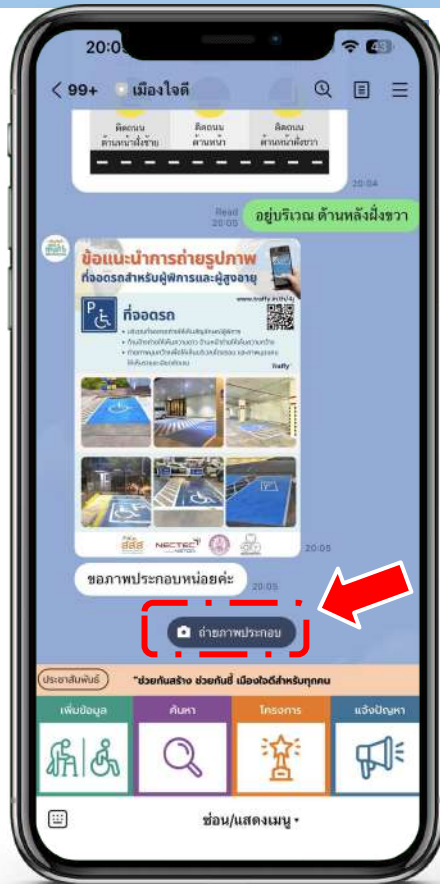 20:0
43
99+
เมืองใจดี
ติดถนน
ด้านหน้าฝั่งซ้าย
ติดถนน
ด้านหน้า
ติดถนน
ด้านหน้าฝั่งขวา
20:04
Read
20:05
อยู่บริเวณ ด้านหลังฝั่งขวา
ข้อแนะนำการถ่ายรูปภาพ
ที่จอดรถสำหรับผู้พิการและผู้สูงอายุ
P
ที่จอดรถ
Traffy
สสส
NECTEC
20:05
ขอภาพประกอบหน่อยค่ะ
20:05
ถ่ายภาพประกอบ
ประชาสัมพันธ์
"ช่วยกันสร้าง ช่วยกันชี้ เมืองใจดีสำหรับทุกคน
เพิ่มข้อมูล
ค้นหา
โครงการ
แจ้งปัญหา
ซ่อน/แสดงเมนู